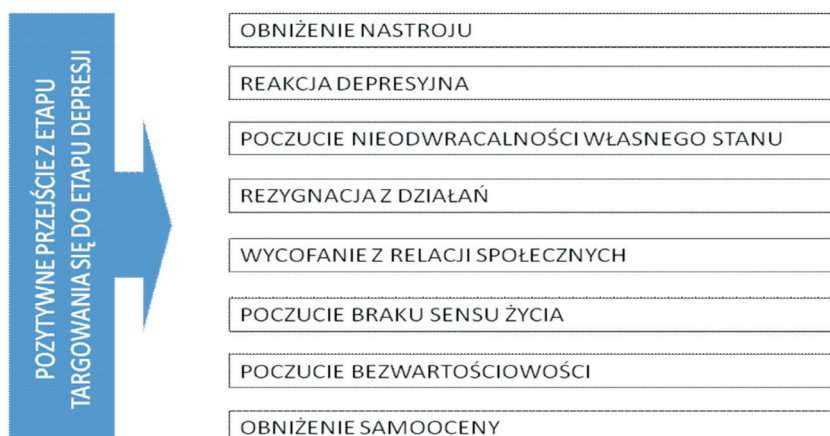 POZYTYWNE PRZEJŚCIE Z ETAPU
TARGOWANIA SIĘ DO ETAPU DEPRESJI
OBNIŻENIE NASTROJU
REAKCJA DEPRESYJNA
POCZUCIE NIEODWRACALNOŚCI WŁASNEGO STANU
REZYGNACJA Z DZIAŁAŃ
WYCOFANIE Z RELACJI SPOŁECZNYCH
POCZUCIE BRAKU SENSU ŻYCIA
POCZUCIE BEZWARTOŚCIOWOŚCI
OBNIŻENIE SAMOOCENY